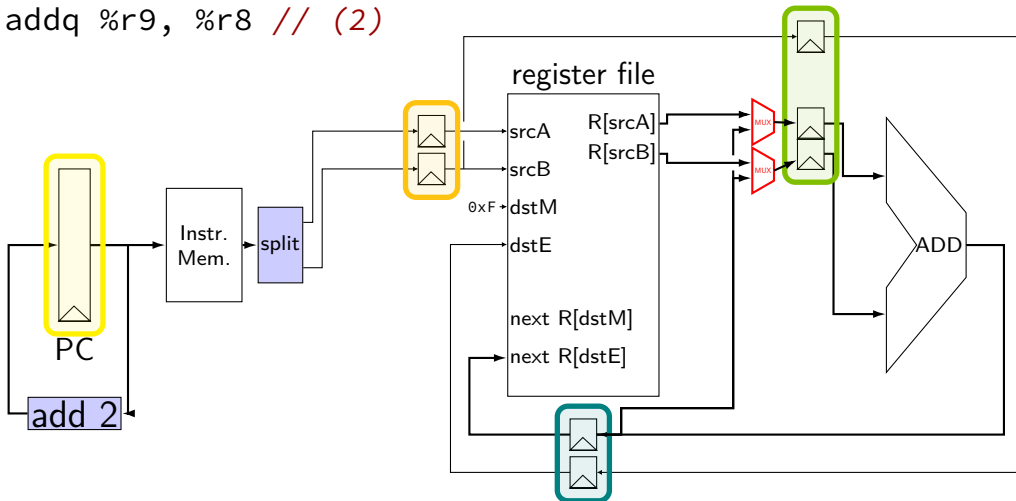 addq %r9, %r8 // (2)
register file
srcA
srcB
0xF
dstM
dstE
next R[dstM]
next R[dstE]
R[srcA]
R[srcB]
MUX
MUX
Instr.
Mem.
split
ADD
PC
add 2